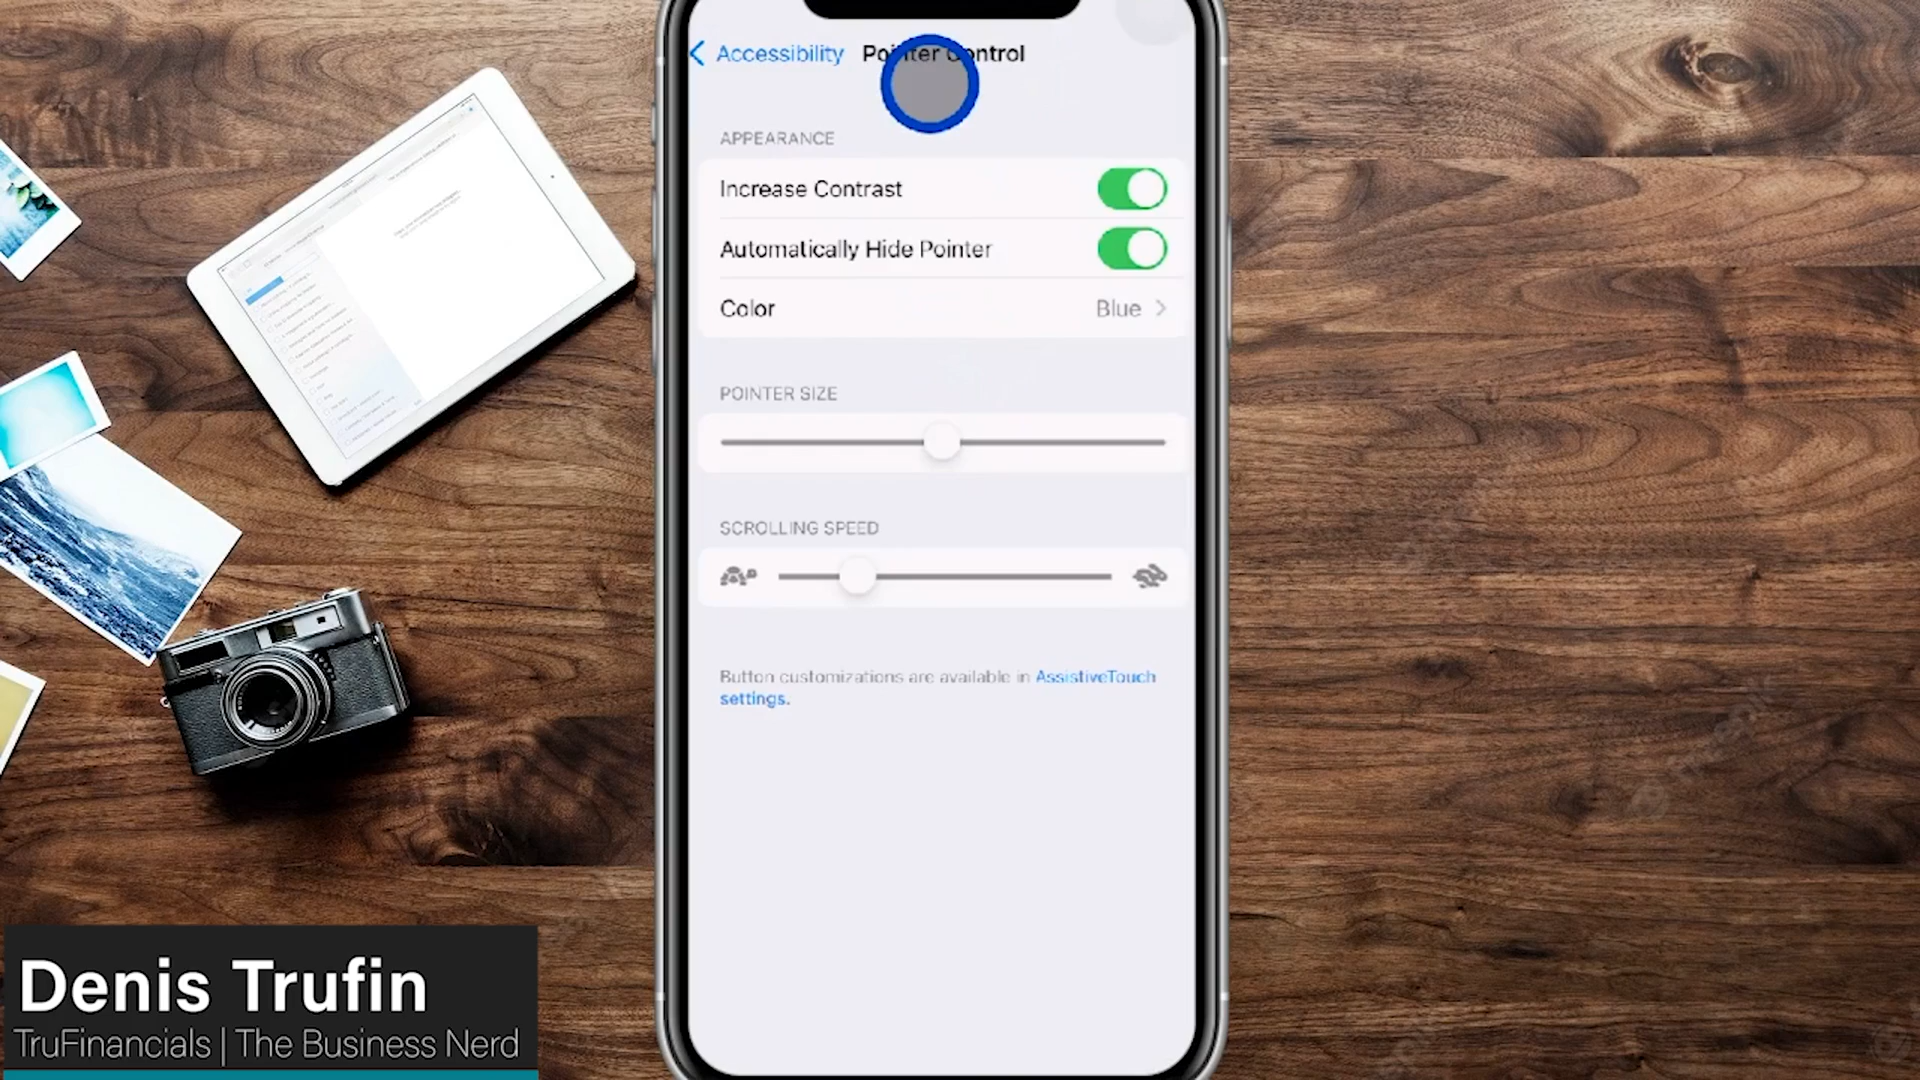 Accessibility
Pointer Control
APPEARANCE
Increase Contrast
Automatically Hide Pointer
Color
Blue
POINTER SIZE
SCROLLING SPEED
Button customizations are available in AssistiveTouch
settings.
Denis Trufin
TruFinancials | The Business Nerd